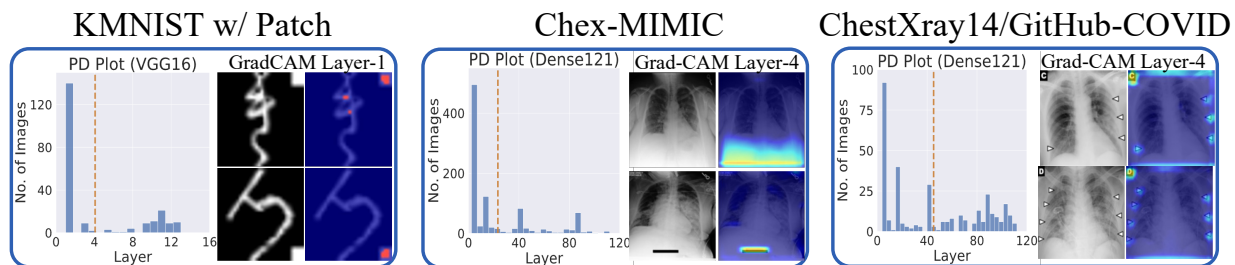 KMNIST w/ Patch
PD Plot (VGG16)
GradCAM Layer-1
No. of Images
120
80
40
0
0 4 8 12 16
Layer
Chex-MIMIC
PD Plot (Dense121)
Grad-CAM Layer-4
No. of Images
400
200
0
0 40 80 120
Layer
ChestXray14/GitHub-COVID
PD Plot (Dense121)
Grad-CAM Layer-4
No. of Images
100
75
50
25
0
0 40 80 120
Layer
C
C
D
D